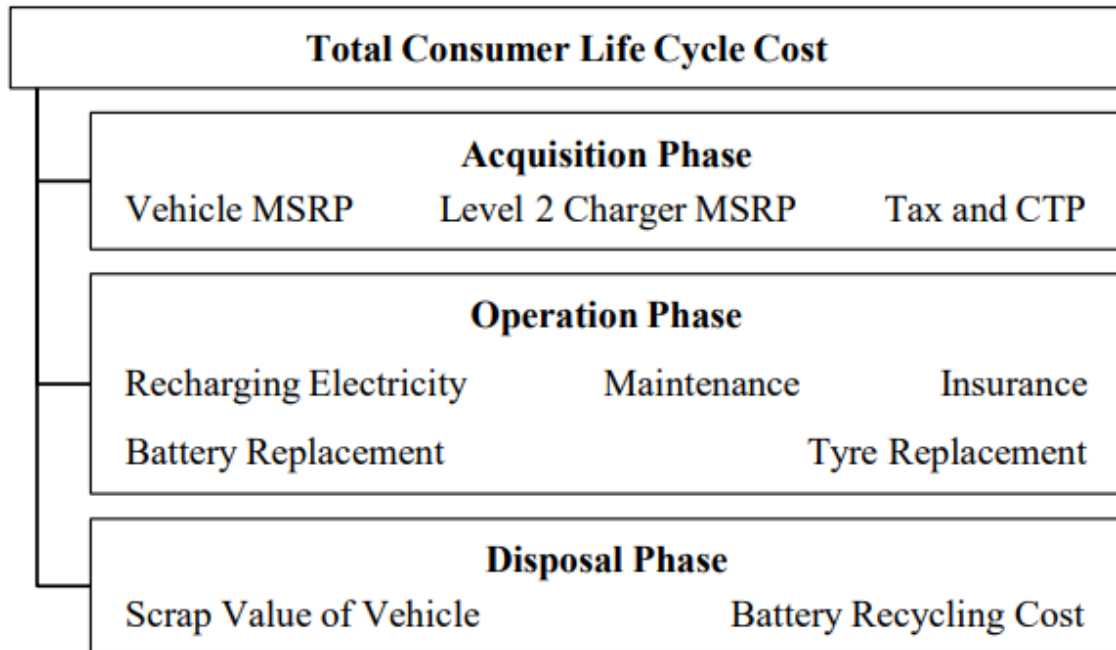 Total Consumer Life Cycle Cost
Acquisition Phase
Vehicle MSRP Level 2 Charger MSRP Tax and CTP
Operation Phase
Recharging Electricity Maintenance Insurance
Battery Replacement Tyre Replacement
Disposal Phase
Scrap Value of Vehicle Battery Recycling Cost